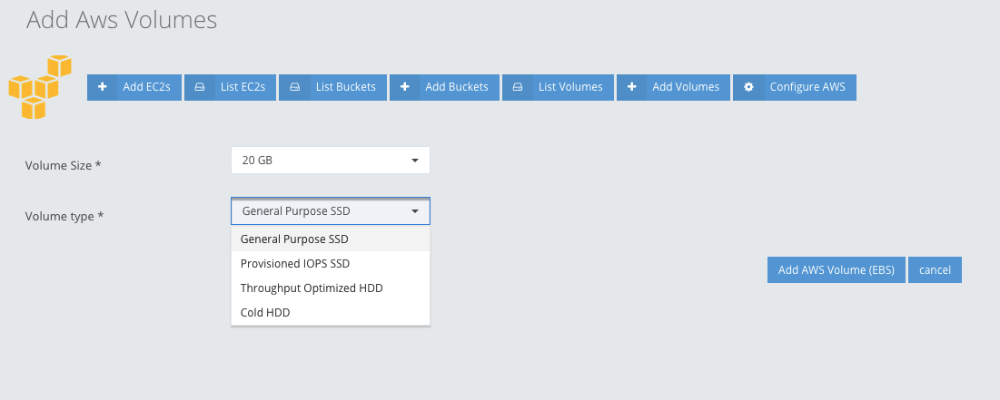 Add Aws Volumes
Add EC2s List EC2s List Buckets Add Buckets List Volumes Add Volumes Configure AWS
Volume Size * 20 GB
Volume type * General Purpose SSD
General Purpose SSD
Provisioned IOPS SSD
Throughput Optimized HDD
Cold HDD
Add AWS Volume (EBS) cancel